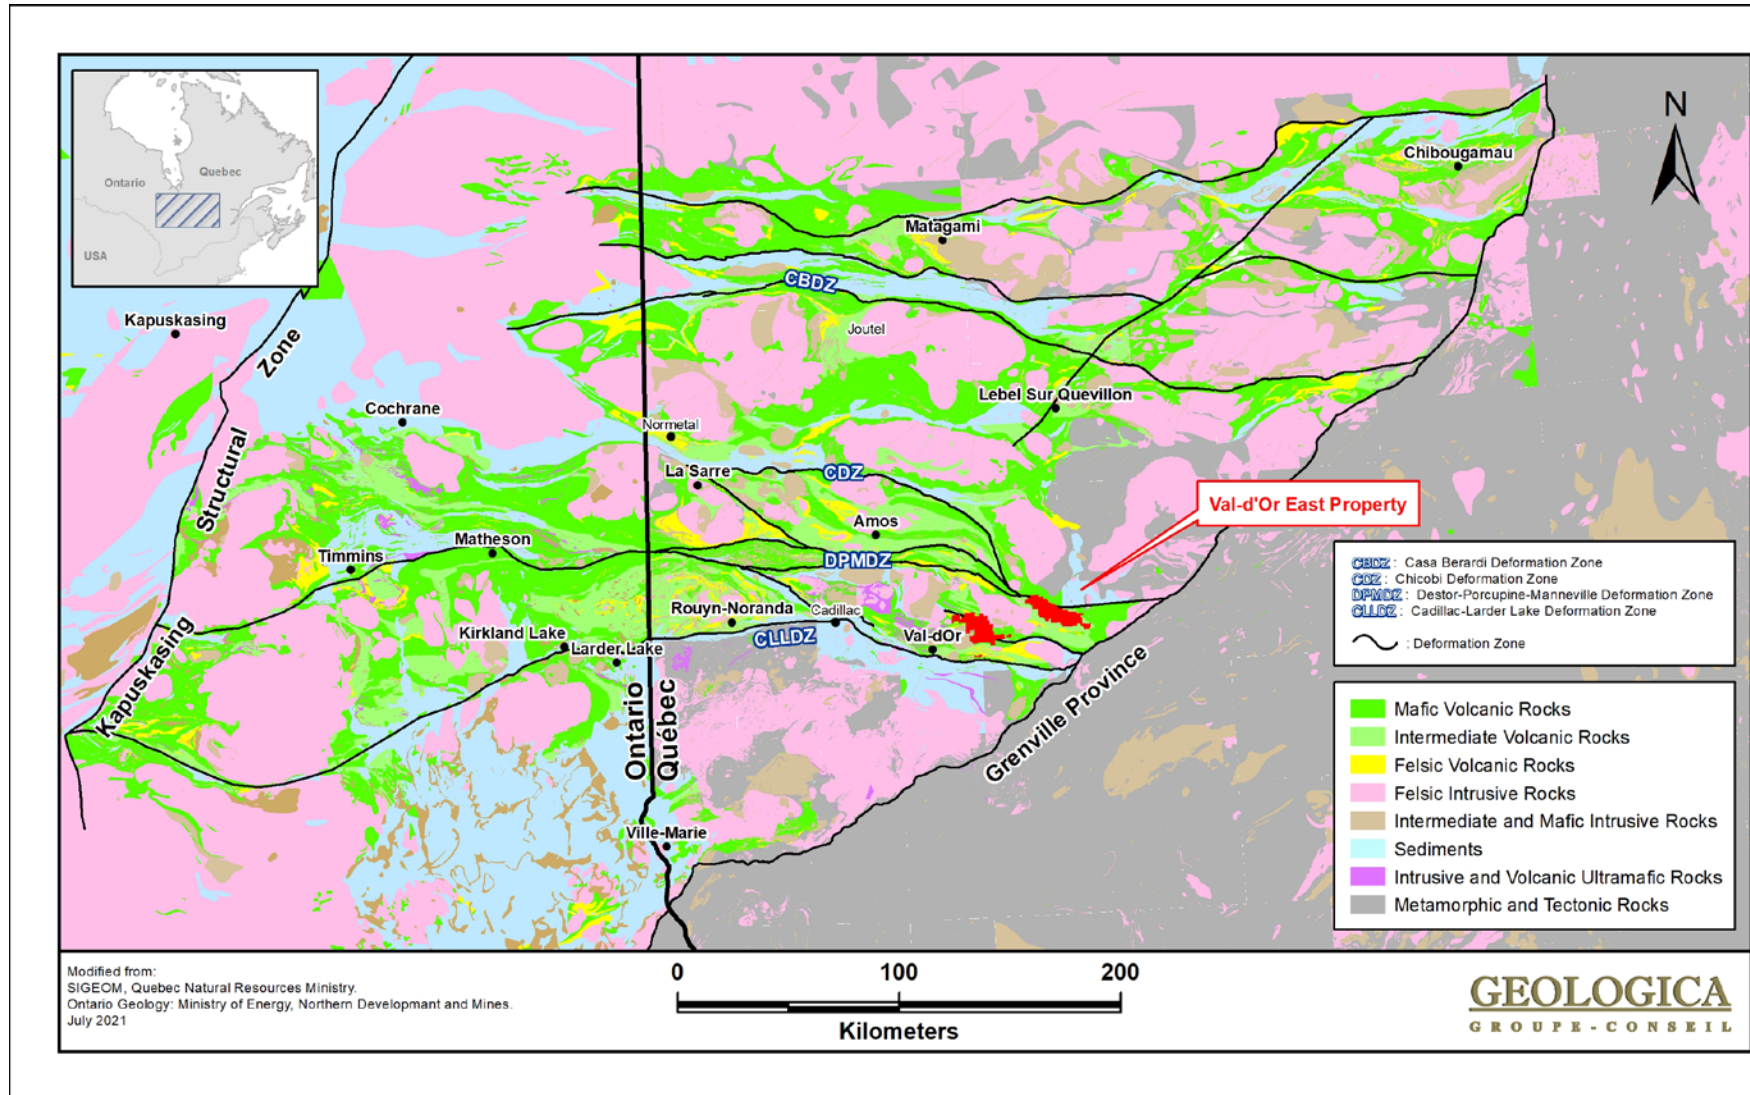 Ontario
Quebec
USA
N
Chibougamau
Matagami
CBDZ
Kapuskasing
Joutel
Zone
Lebel Sur Quevillon
Cochrane
Normetal
Structural
La Sarre
CDZ
Val-d'Or East Property
Amos
Matheson
Timmins
DPMDZ
Rouyn-Noranda
Cadillac
Kirkland Lake
CLLDZ
Val-dOr
Larder Lake
Kapuskasing
Ontario
Québec
Grenville Province
Ville-Marie
CBDZ : Casa Berardi Deformation Zone
CDZ : Chicobi Deformation Zone
DPMDZ : Destor-Porcupine-Manneville Deformation Zone
CLLDZ : Cadillac-Larder Lake Deformation Zone
: Deformation Zone
Mafic Volcanic Rocks
Intermediate Volcanic Rocks
Felsic Volcanic Rocks
Felsic Intrusive Rocks
Intermediate and Mafic Intrusive Rocks
Sediments
Intrusive and Volcanic Ultramafic Rocks
Metamorphic and Tectonic Rocks
Modified from:
SIGEOM, Quebec Natural Resources Ministry.
Ontario Geology: Ministry of Energy, Northern Developmant and Mines.
July 2021
0 100 200
Kilometers
GEOLOGICA
GROUPE-CONSEIL